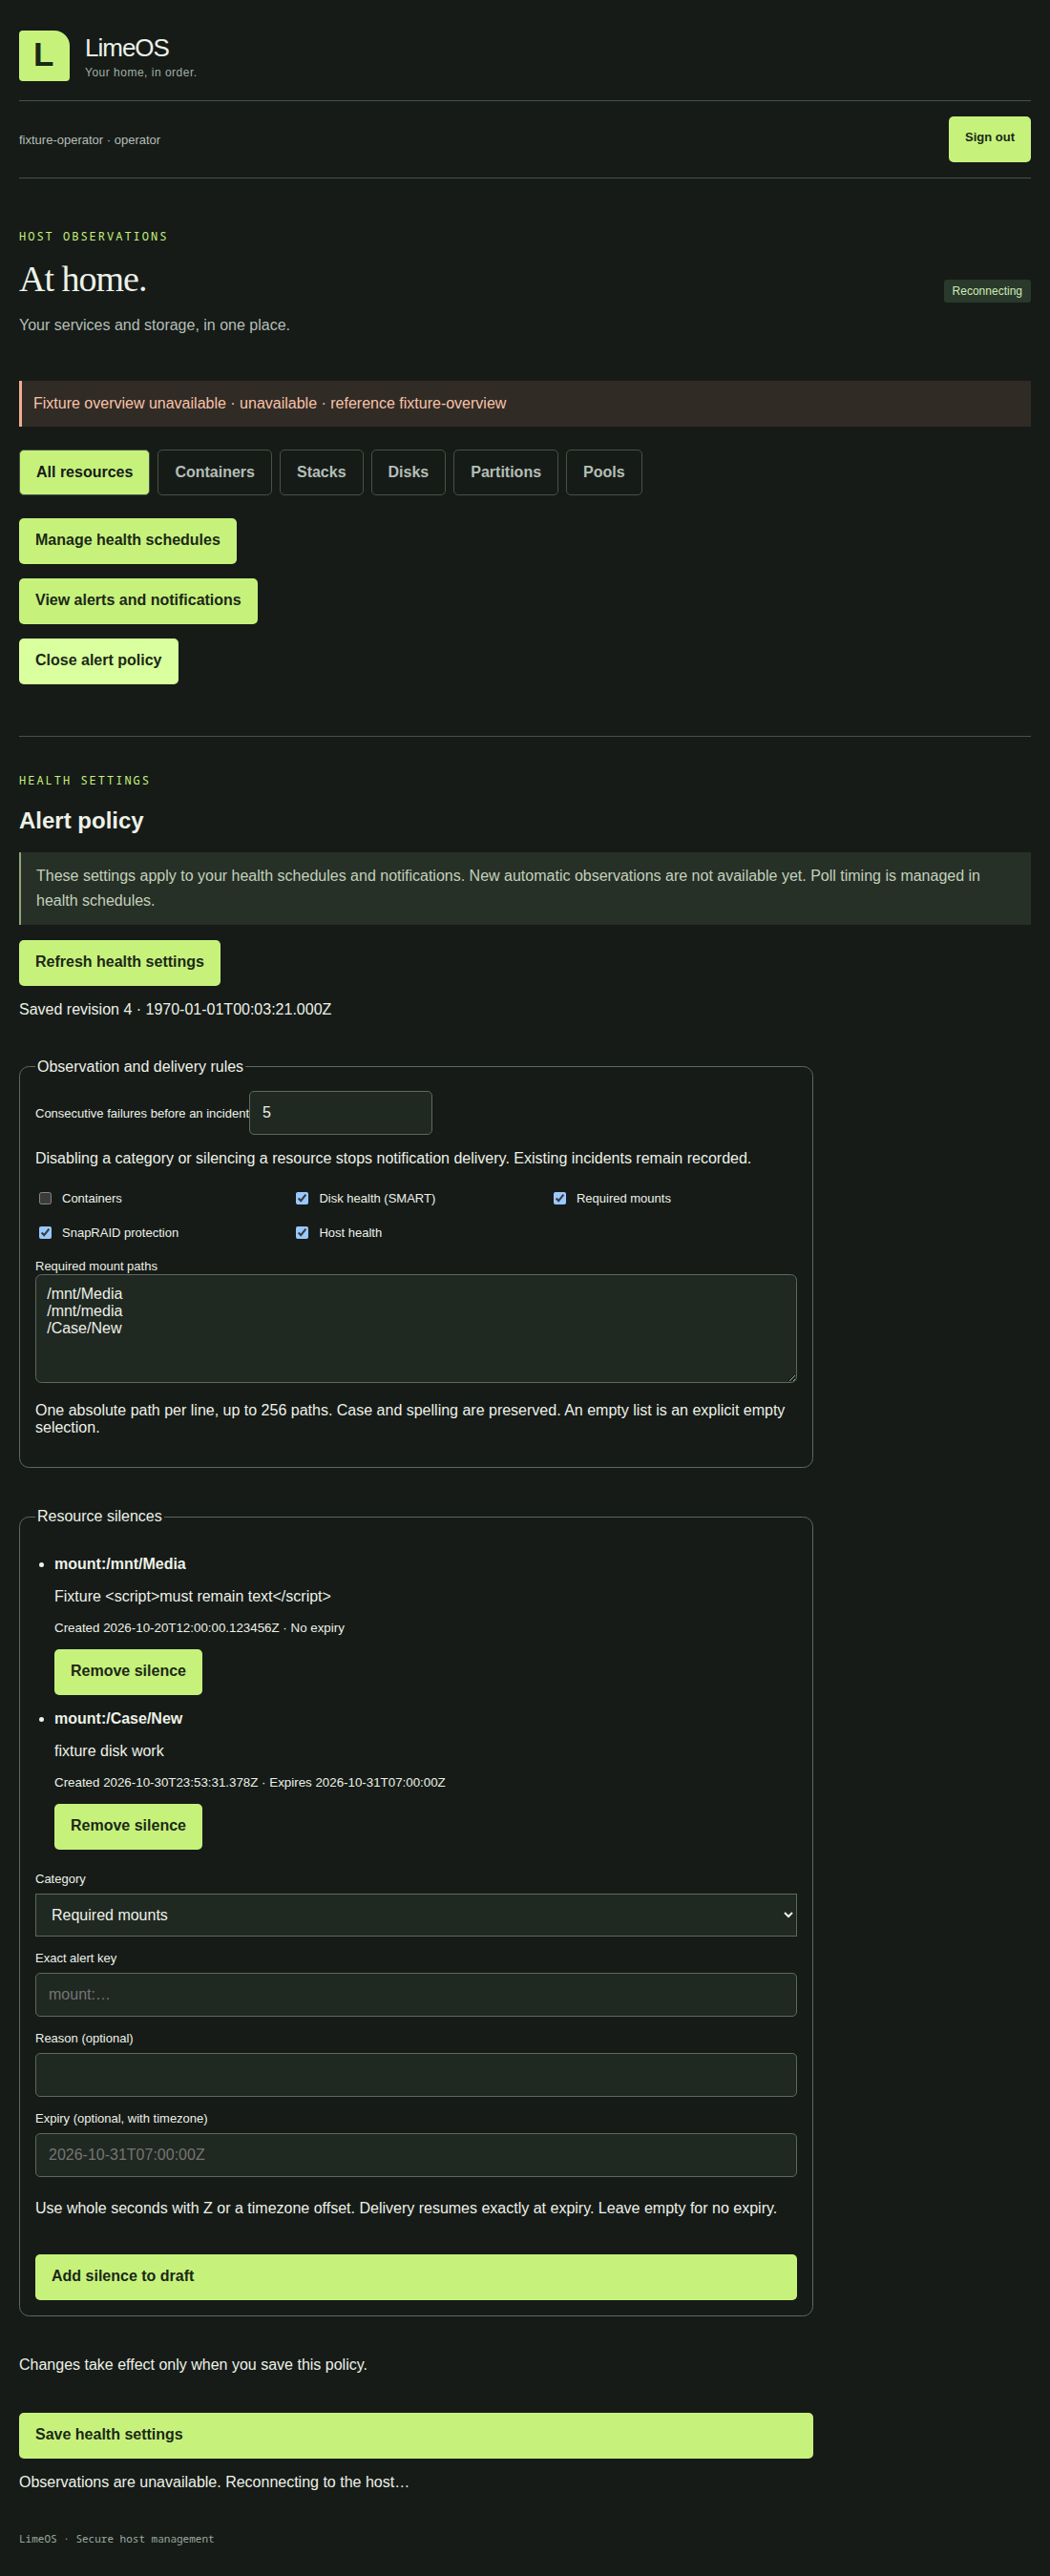 L
LimeOS
Your home, in order.
fixture-operator · operator
Sign out
HOST OBSERVATIONS
At home.
Reconnecting
Your services and storage, in one place.
Fixture overview unavailable · unavailable · reference fixture-overview
All resources
Containers
Stacks
Disks
Partitions
Pools
Manage health schedules
View alerts and notifications
Close alert policy
HEALTH SETTINGS
Alert policy
These settings apply to your health schedules and notifications. New automatic observations are not available yet. Poll timing is managed in
health schedules.
Refresh health settings
Saved revision 4 · 1970-01-01T00:03:21.000Z
Observation and delivery rules
Consecutive failures before an incident
5
Disabling a category or silencing a resource stops notification delivery. Existing incidents remain recorded.
Containers
Disk health (SMART)
Required mounts
SnapRAID protection
Host health
Required mount paths
/mnt/Media
/mnt/media
/Case/New
One absolute path per line, up to 256 paths. Case and spelling are preserved. An empty list is an explicit empty
selection.
Resource silences
mount:/mnt/Media
Fixture <script>must remain text</script>
Created 2026-10-20T12:00:00.123456Z · No expiry
Remove silence
mount:/Case/New
fixture disk work
Created 2026-10-30T23:53:31.378Z · Expires 2026-10-31T07:00:00Z
Remove silence
Category
Required mounts
Exact alert key
mount:…
Reason (optional)
Expiry (optional, with timezone)
2026-10-31T07:00:00Z
Use whole seconds with Z or a timezone offset. Delivery resumes exactly at expiry. Leave empty for no expiry.
Add silence to draft
Changes take effect only when you save this policy.
Save health settings
Observations are unavailable. Reconnecting to the host…
LimeOS · Secure host management